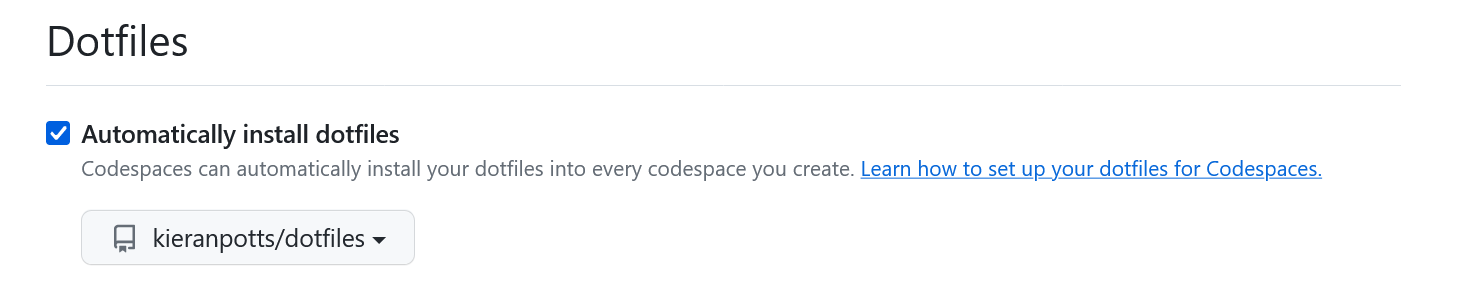 Dotfiles
Automatically install dotfiles
Codespaces can automatically install your dotfiles into every codespace you create. Learn how to set up your dotfiles for Codespaces.
kieranpotts/dotfiles